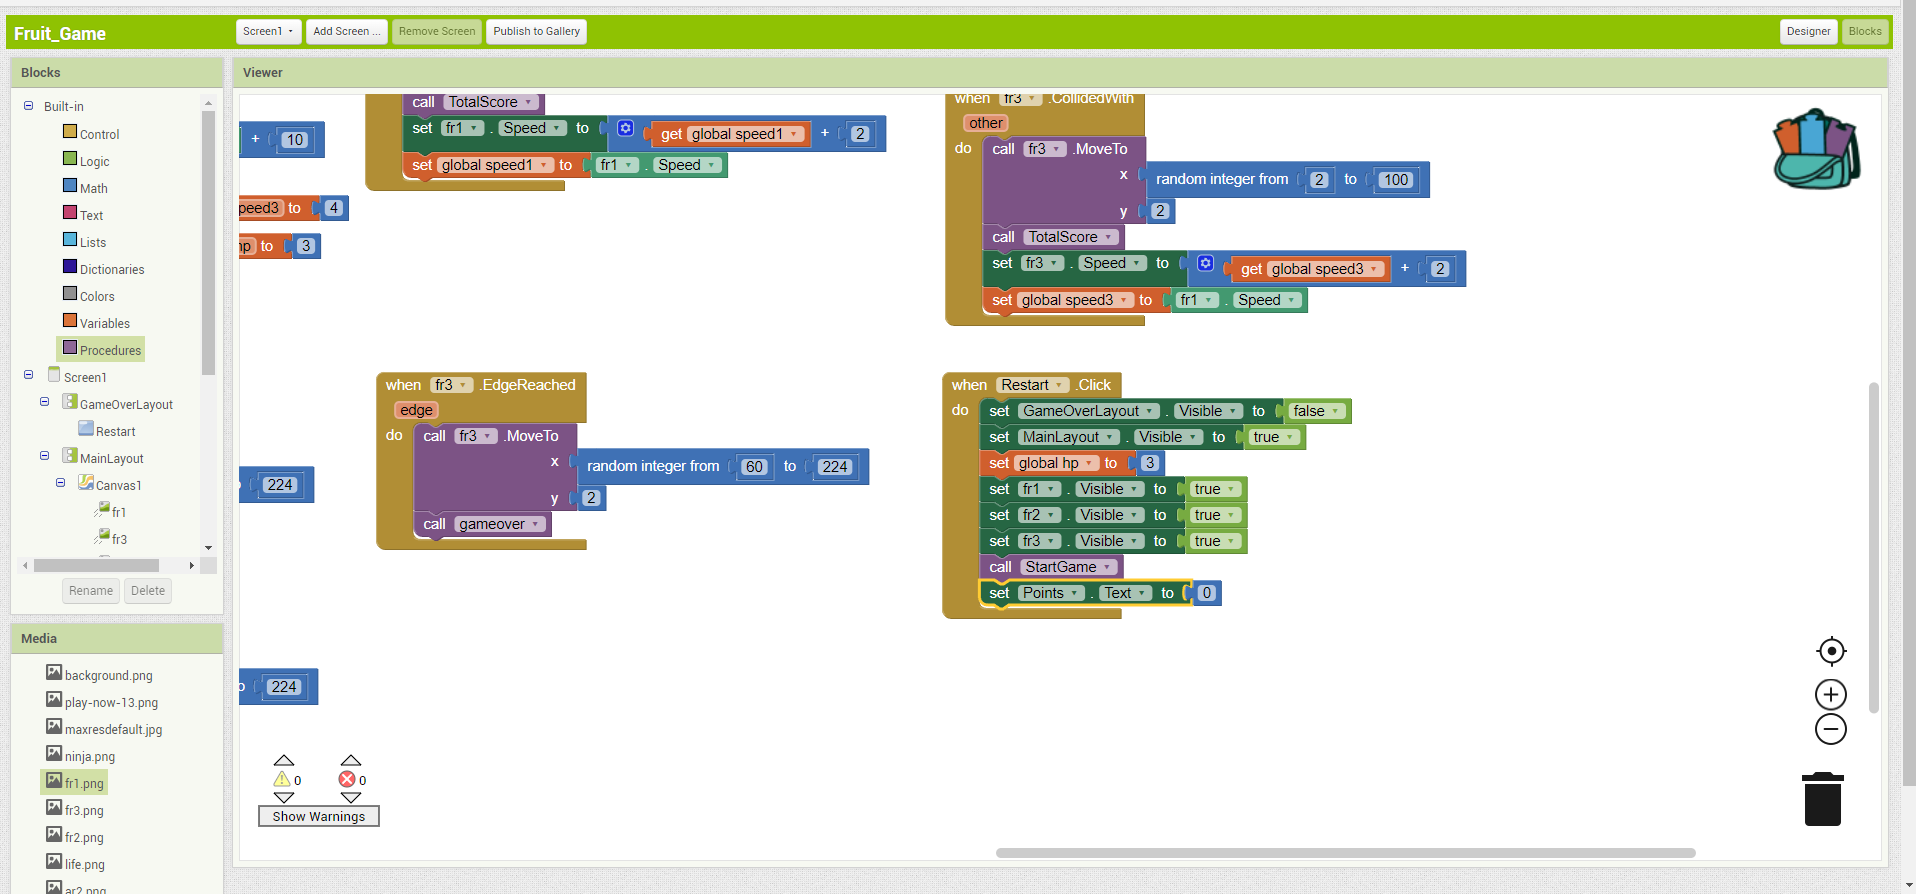 Fruit_Game
Screen1
Add Screen ...
Remove Screen
Publish to Gallery
Designer
Blocks
Blocks
Built-in
Control
Logic
Math
Text
Lists
Dictionaries
Colors
Variables
Procedures
Screen1
GameOverLayout
Restart
MainLayout
Canvas1
fr1
fr3
Rename
Delete
Media
background.png
play-now-13.png
maxresdefault.jpg
ninja.png
fr1.png
fr3.png
fr2.png
life.png
ar2.png
Viewer
+ 10
peed3 to 4
hp to 3
224
o 224
call TotalScore
set fr1 . Speed to get global speed1 + 2
set global speed1 to fr1 . Speed
when fr3 .EdgeReached
edge
do call fr3 .MoveTo
x random integer from 60 to 224
y 2
call gameover
when fr3 .CollidedWith
other
do call fr3 .MoveTo
x random integer from 2 to 100
y 2
call TotalScore
set fr3 . Speed to get global speed3 + 2
set global speed3 to fr1 . Speed
when Restart .Click
do set GameOverLayout . Visible to false
set MainLayout . Visible to true
set global hp to 3
set fr1 . Visible to true
set fr2 . Visible to true
set fr3 . Visible to true
call StartGame
set Points . Text to 0
0 0
Show Warnings